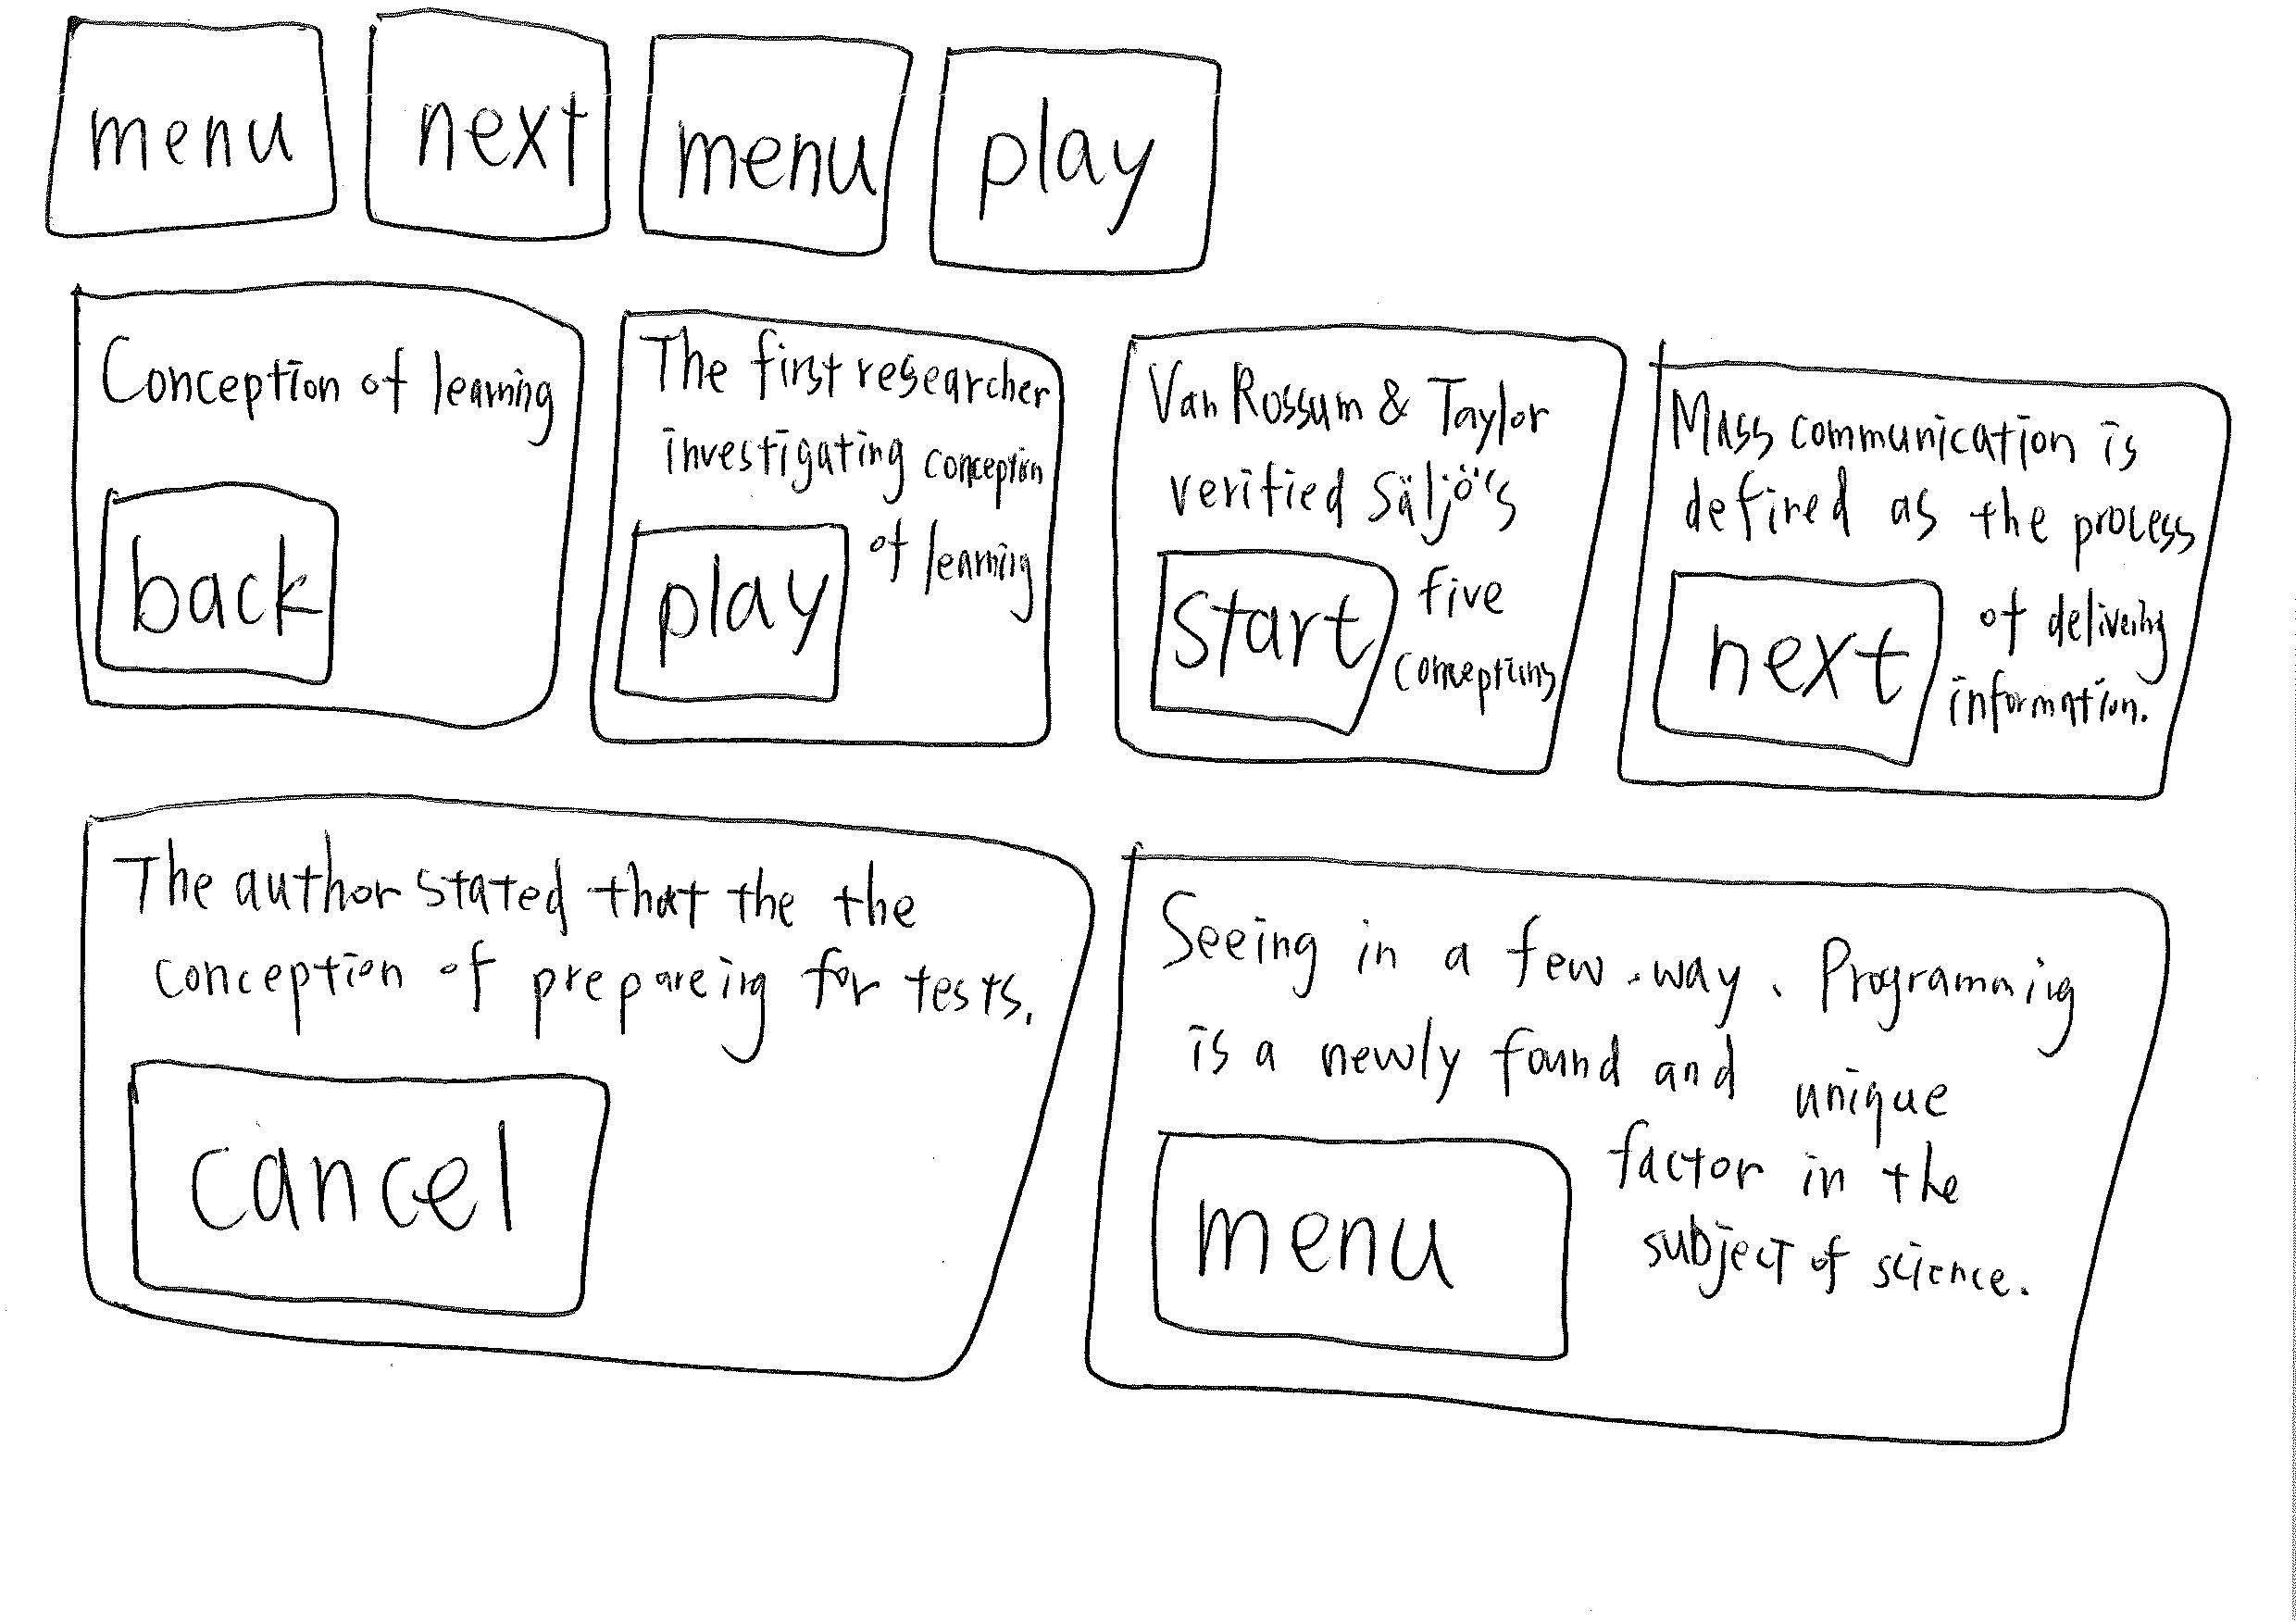 menu
next
menu
play
Conception of learning
back
The first researcher
investigating conception
of learning
play
Van Rossum & Taylor
verified Säljö's
five
conceptions
start
Mass communication is
defined as the process
of delivering
information.
next
The author stated that the the
conception of prepareing for tests.
cancel
Seeing in a few .way. Programming
is a newly found and unique
factor in the
subject of science.
menu